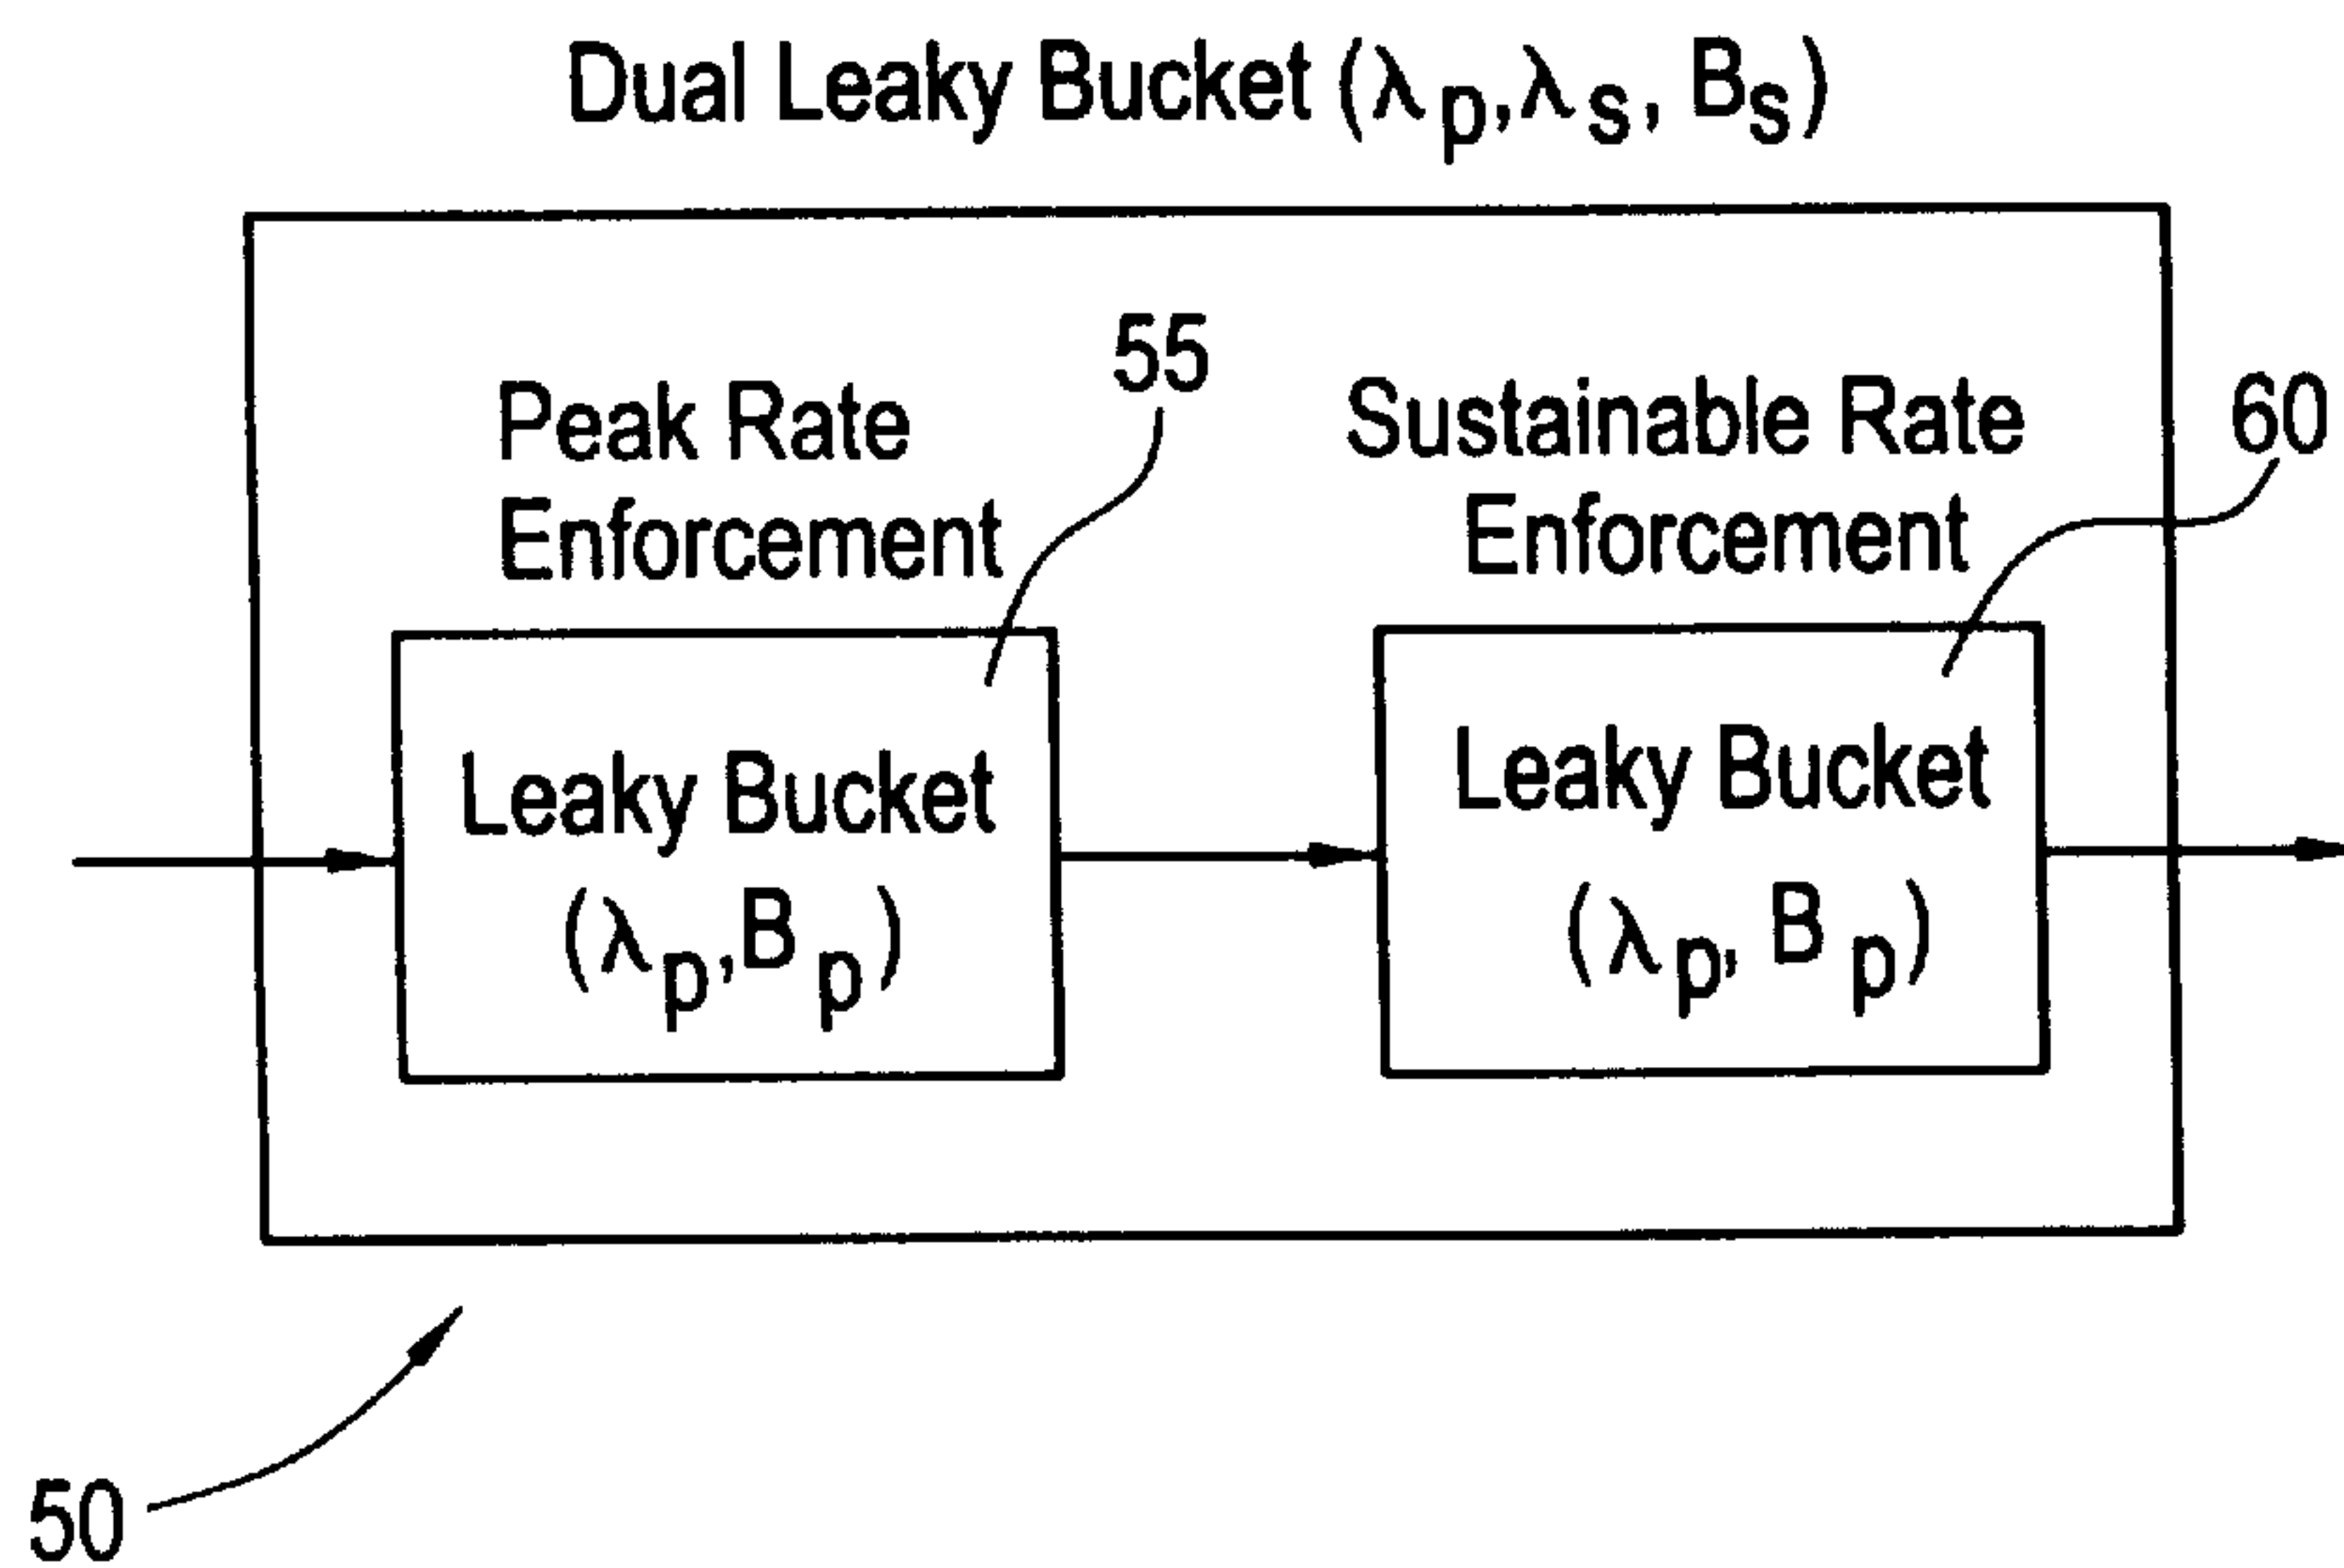 Dual Leaky Bucket (λp,λs, Bs)
55
Peak Rate
Enforcement
Sustainable Rate
Enforcement
60
Leaky Bucket
(λp,Bp)
Leaky Bucket
(λp, Bp)
50